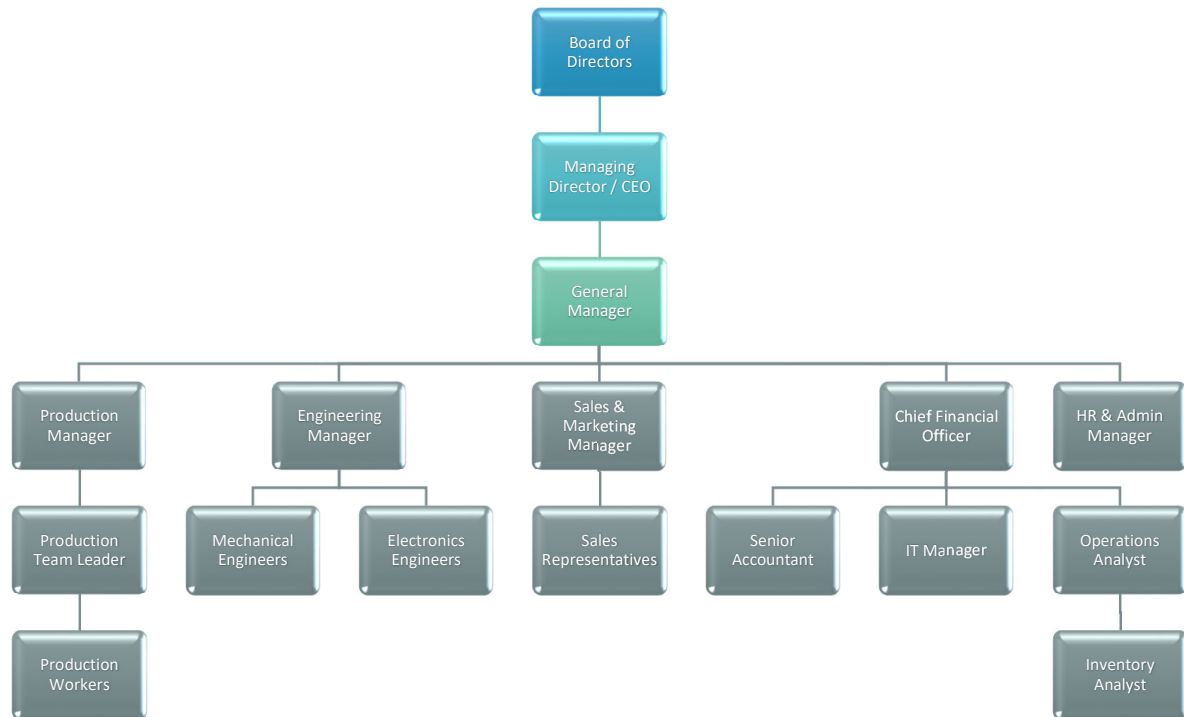 Board of
Directors
Managing
Director / CEO
General
Manager
Production
Manager
Engineering
Manager
Sales &
Marketing
Manager
Chief Financial
Officer
HR & Admin
Manager
Production
Team Leader
Mechanical
Engineers
Electronics
Engineers
Sales
Representatives
Senior
Accountant
IT Manager
Operations
Analyst
Production
Workers
Inventory
Analyst